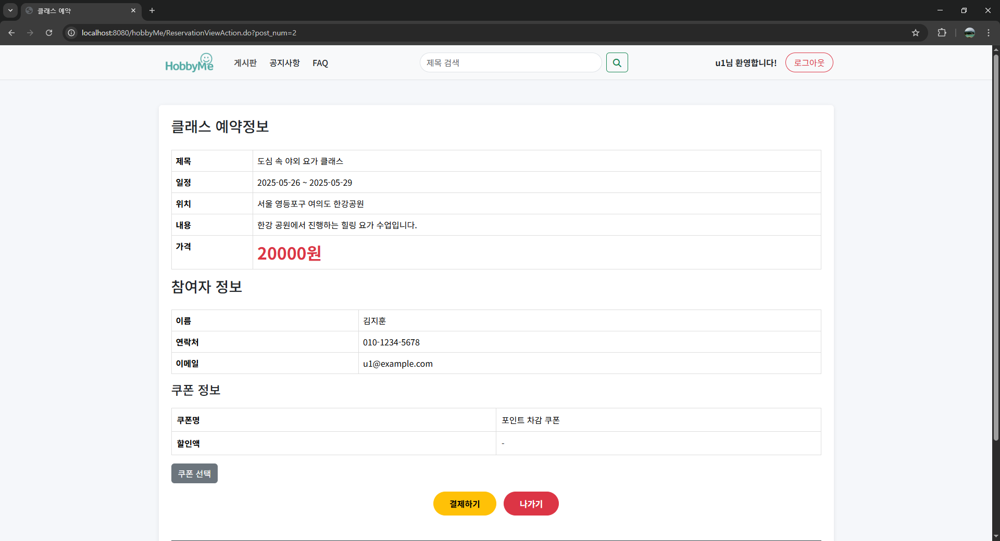 클래스 예약
localhost:8080/hobbyMe/ReservationViewAction.do?post_num=2
HobbyMe 게시판 공지사항 FAQ 제목 검색 u1님 환영합니다! 로그아웃
클래스 예약정보
제목 도심 속 야외 요가 클래스
일정 2025-05-26 ~ 2025-05-29
위치 서울 영등포구 여의도 한강공원
내용 한강 공원에서 진행하는 힐링 요가 수업입니다.
가격 20000원
참여자 정보
이름 김지훈
연락처 010-1234-5678
이메일 u1@example.com
쿠폰 정보
쿠폰명 포인트 차감 쿠폰
할인액 -
쿠폰 선택
결제하기 나가기